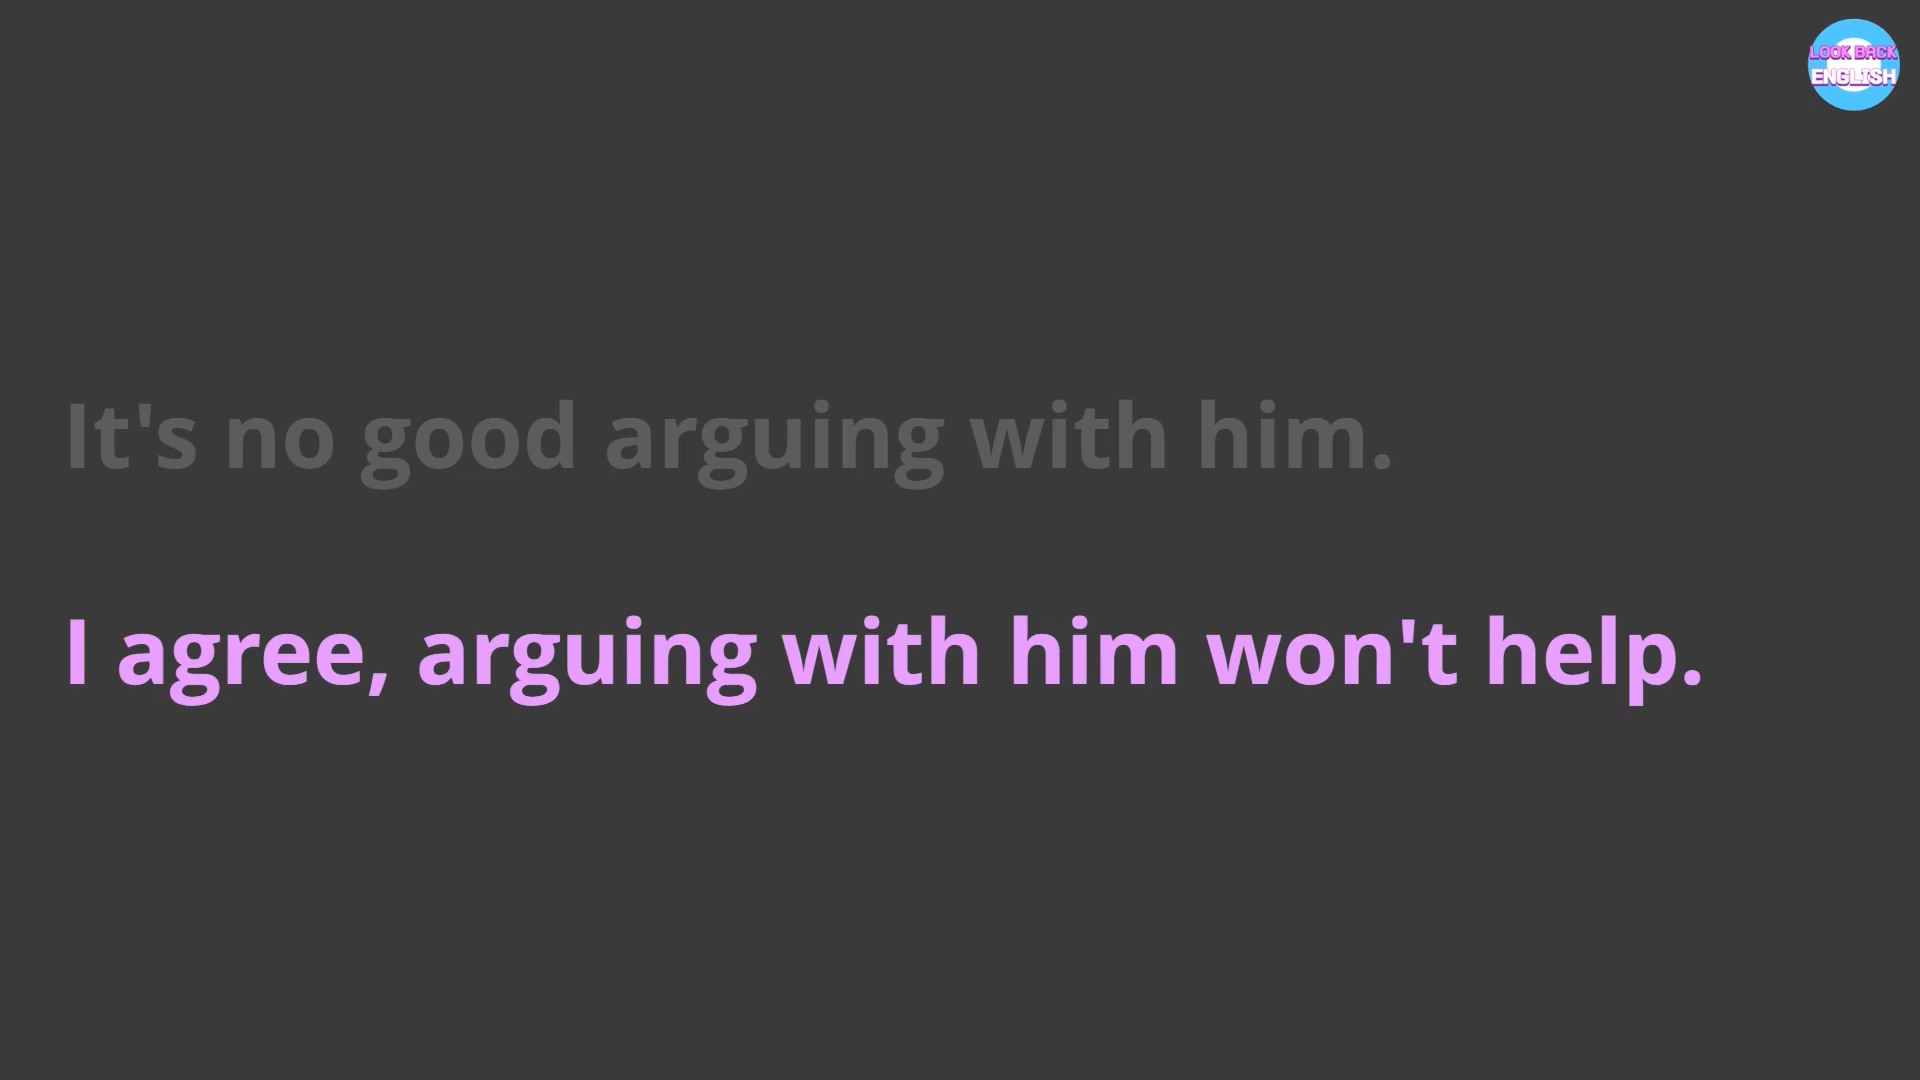 LOOK BACK
ENGLISH
It's no good arguing with him.
I agree, arguing with him won't help.